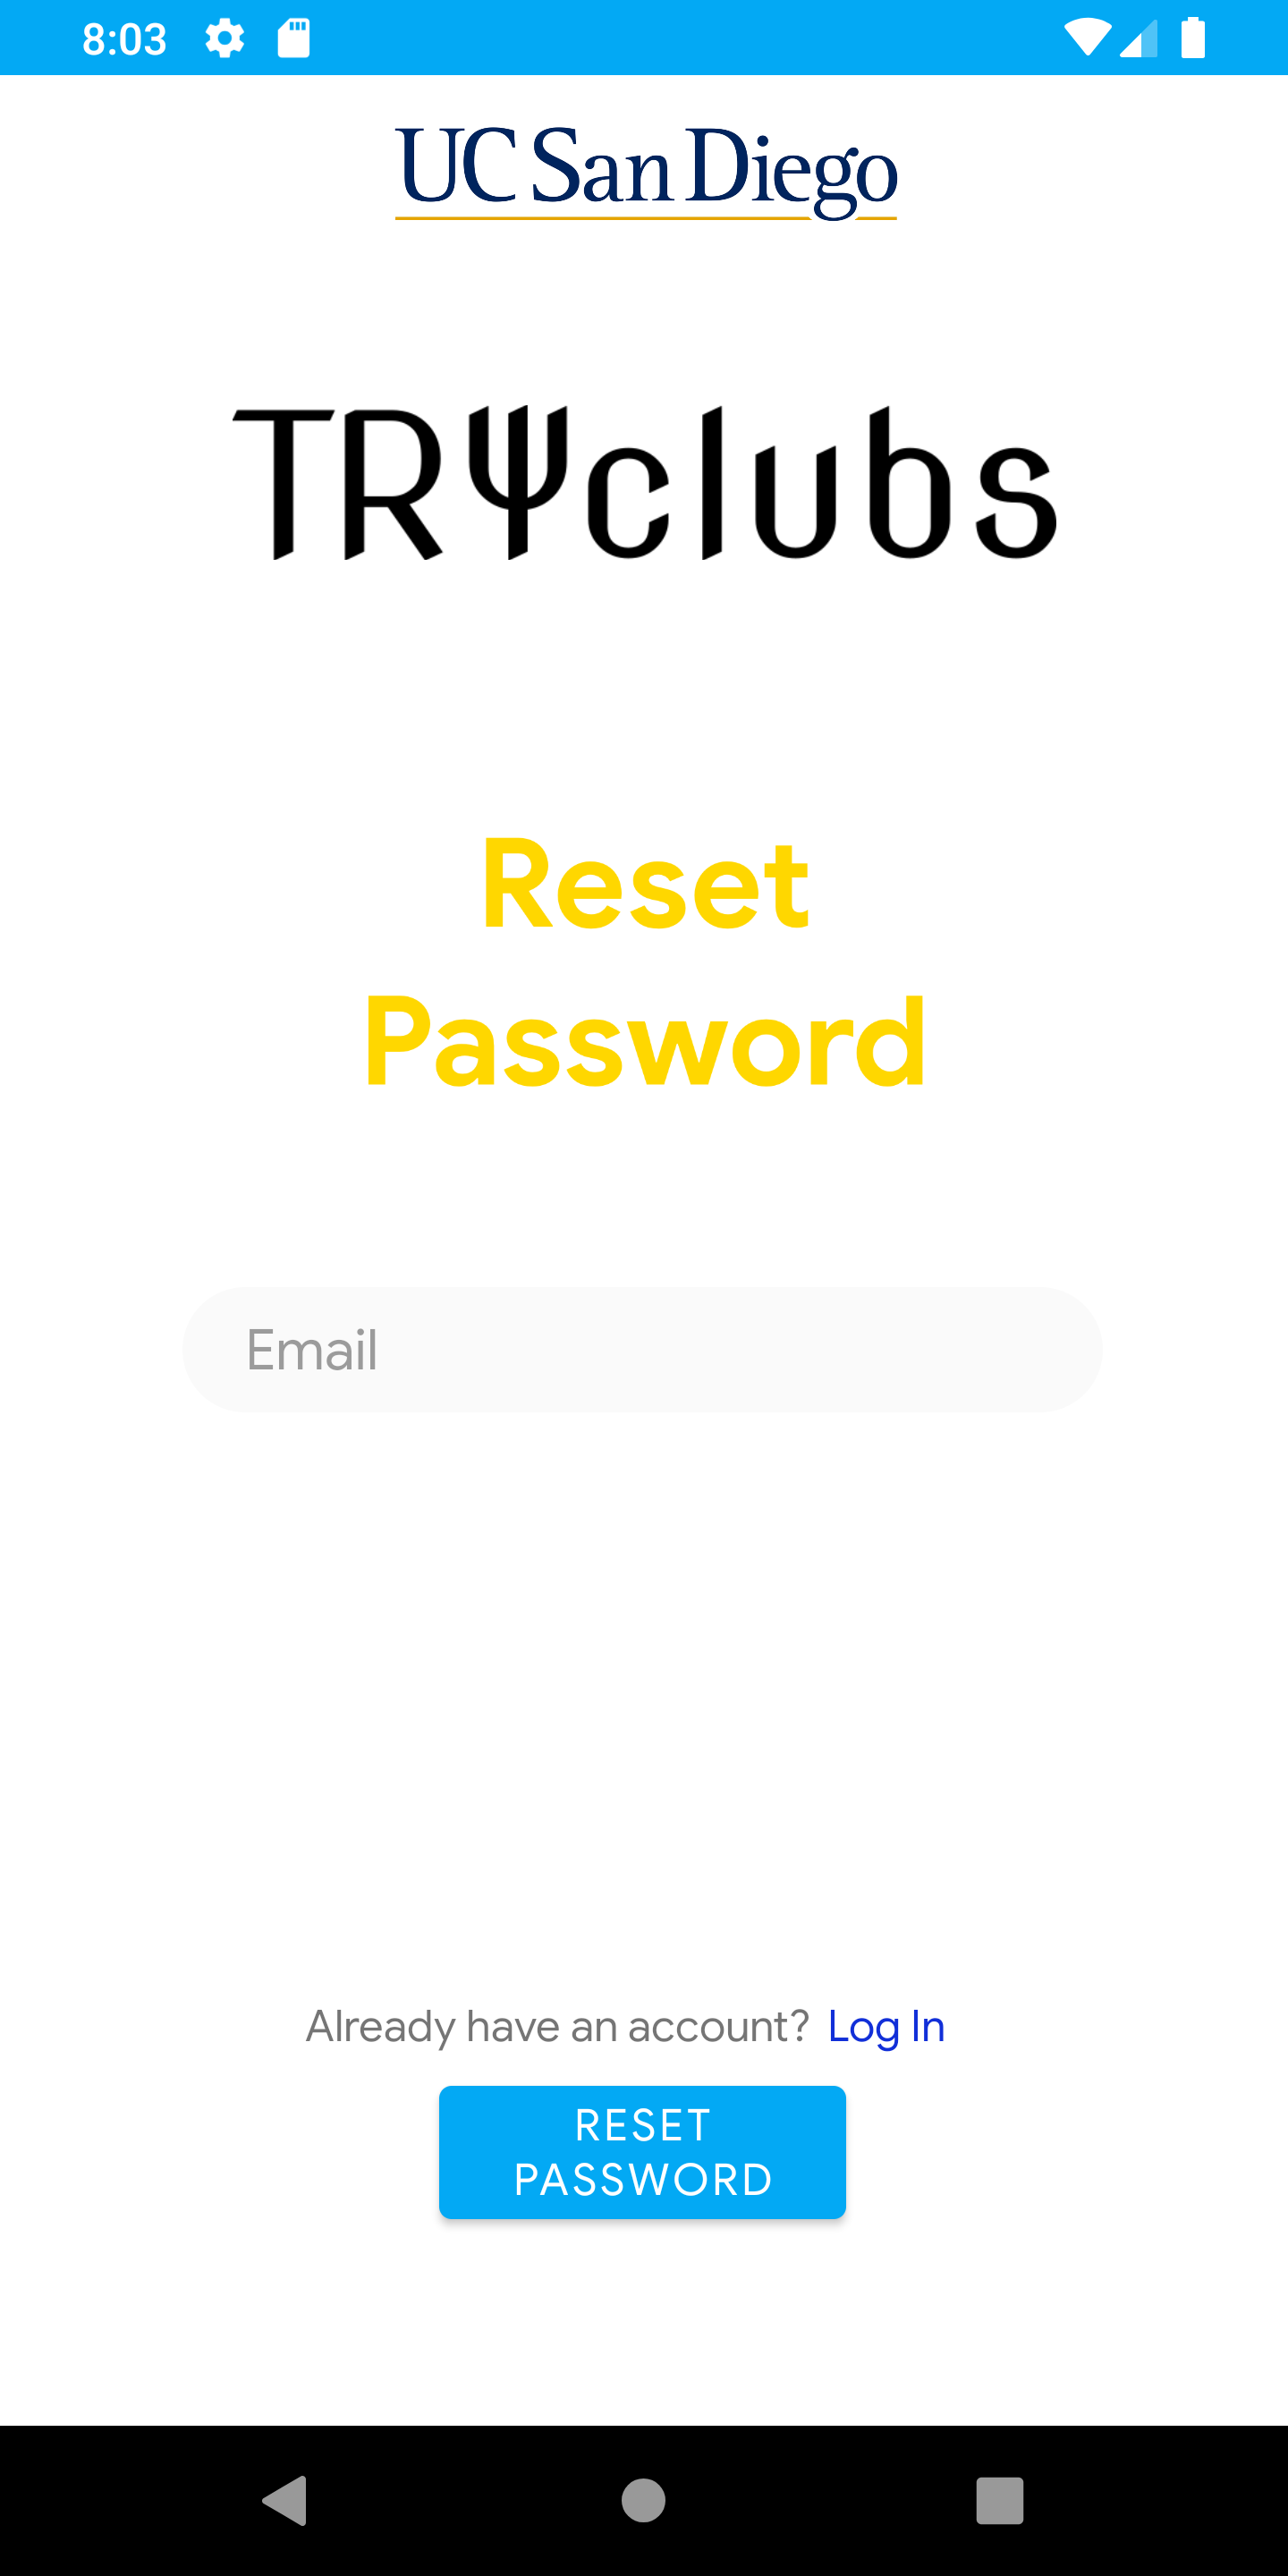 8:03
UC San Diego
TRΨclubs
Reset
Password
Email
Already have an account? Log In
RESET
PASSWORD